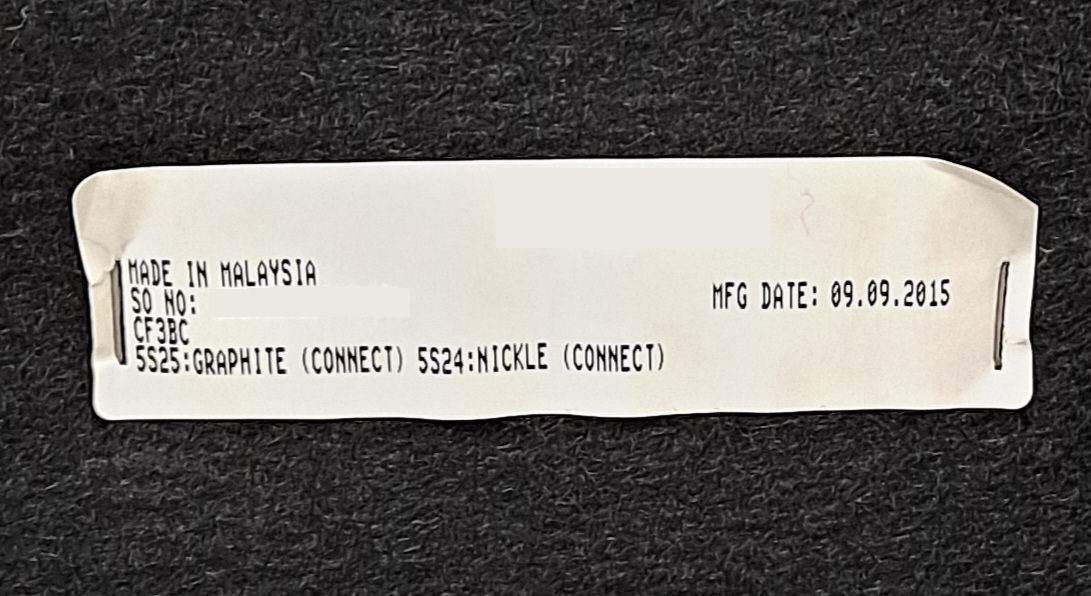 MADE IN MALAYSIA
SO NO:
MFG DATE: 09.09.2015
CF3BC
5S25:GRAPHITE (CONNECT) 5S24:NICKLE (CONNECT)